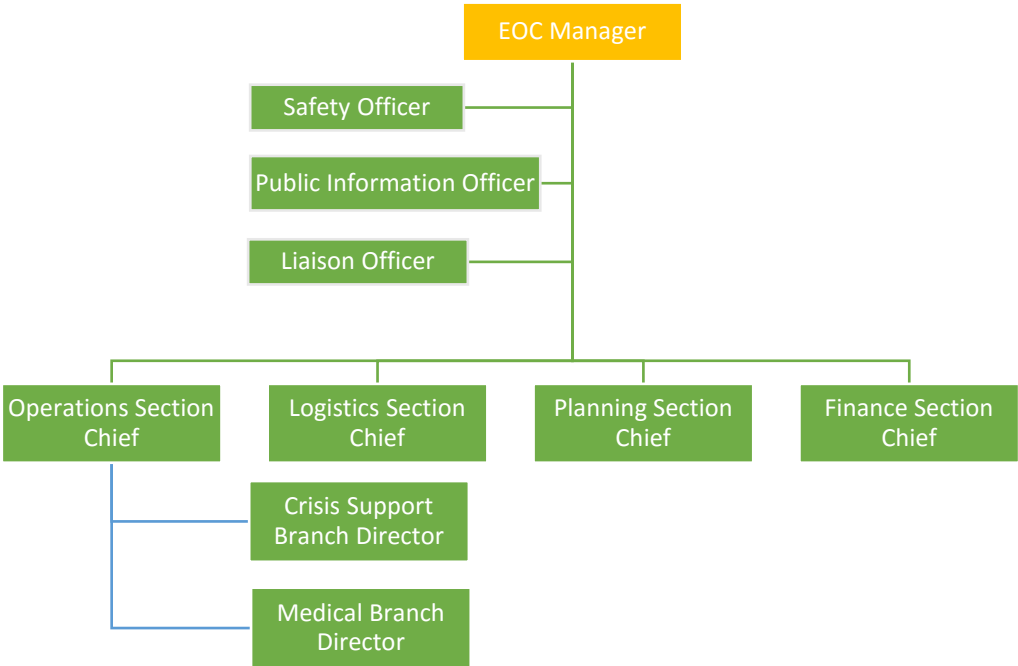 EOC Manager
Safety Officer
Public Information Officer
Liaison Officer
Operations Section
Chief
Logistics Section
Chief
Planning Section
Chief
Finance Section
Chief
Crisis Support
Branch Director
Medical Branch
Director